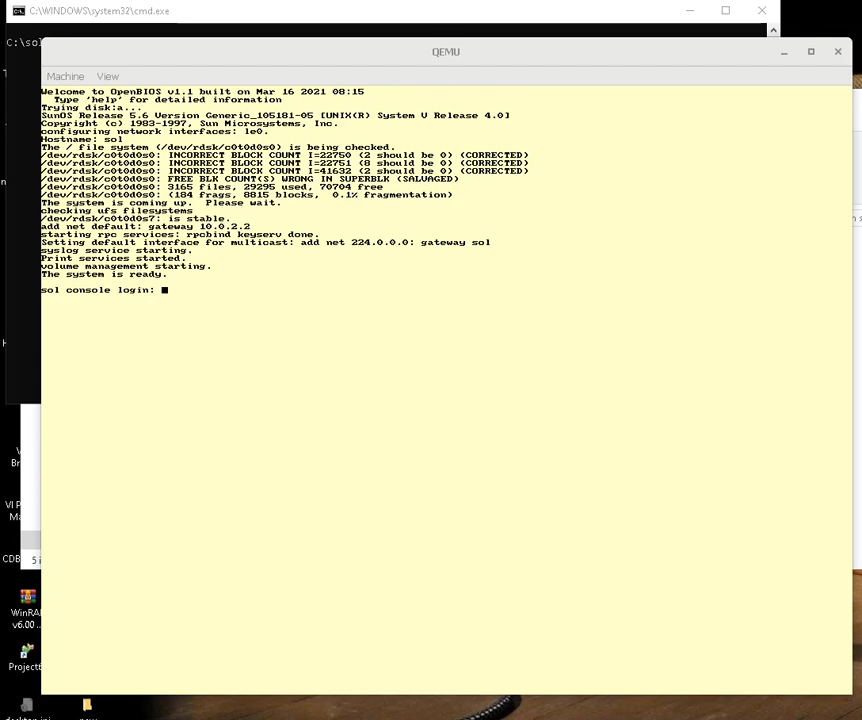 C:\WINDOWS\system32\cmd.exe
C:\sol
QEMU
Machine View
Welcome to OpenBIOS v1.1 built on Mar 16 2021 08:15
Type 'help' for detailed information
Trying disk:a...
SunOS Release 5.6 Version Generic_105181-05 [UNIX(R) System V Release 4.0]
Copyright (c) 1983-1997, Sun Microsystems, Inc.
configuring network interfaces: le0.
Hostname: sol
The / file system (/dev/rdsk/c0t0d0s0) is being checked.
/dev/rdsk/c0t0d0s0: INCORRECT BLOCK COUNT I=22750 (2 should be 0) (CORRECTED)
/dev/rdsk/c0t0d0s0: INCORRECT BLOCK COUNT I=22751 (8 should be 0) (CORRECTED)
/dev/rdsk/c0t0d0s0: INCORRECT BLOCK COUNT I=41632 (2 should be 0) (CORRECTED)
/dev/rdsk/c0t0d0s0: FREE BLK COUNT(S) WRONG IN SUPERBLK (SALVAGED)
/dev/rdsk/c0t0d0s0: 3165 files, 29295 used, 70704 free
/dev/rdsk/c0t0d0s0: (184 frags, 8815 blocks, 0.1% fragmentation)
The system is coming up. Please wait.
checking ufs filesystems
/dev/rdsk/c0t0d0s7: is stable.
add net default: gateway 10.0.2.2
starting rpc services: rpcbind keyserv done.
Setting default interface for multicast: add net 224.0.0.0: gateway sol
syslog service starting.
Print services started.
volume management starting.
The system is ready.
sol console login:
VI P
CDB
5 i
WinRA
v6.00 ..
Project